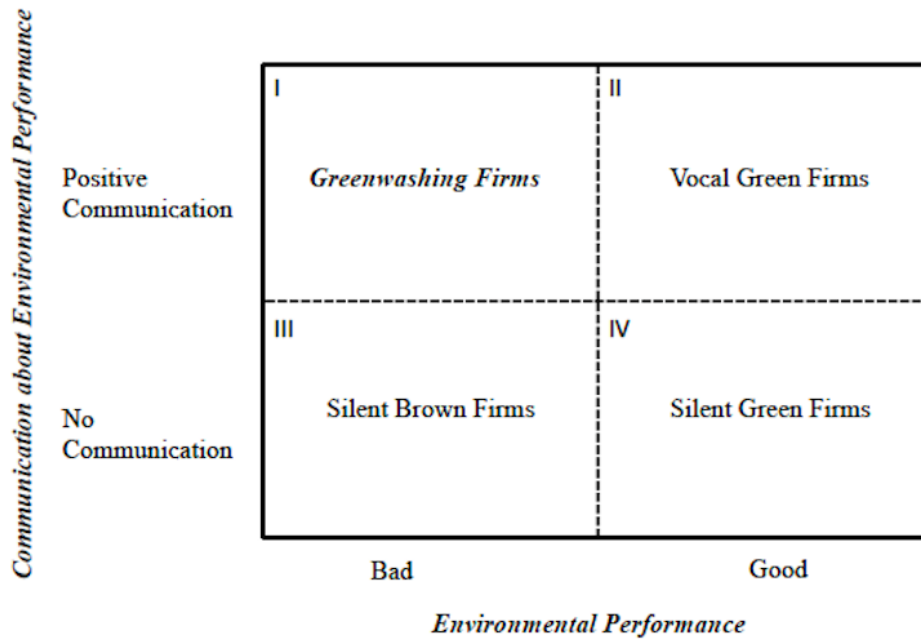 Communication about Environmental Performance
Positive
Communication
No
Communication
I
Greenwashing Firms
II
Vocal Green Firms
III
Silent Brown Firms
IV
Silent Green Firms
Bad
Good
Environmental Performance